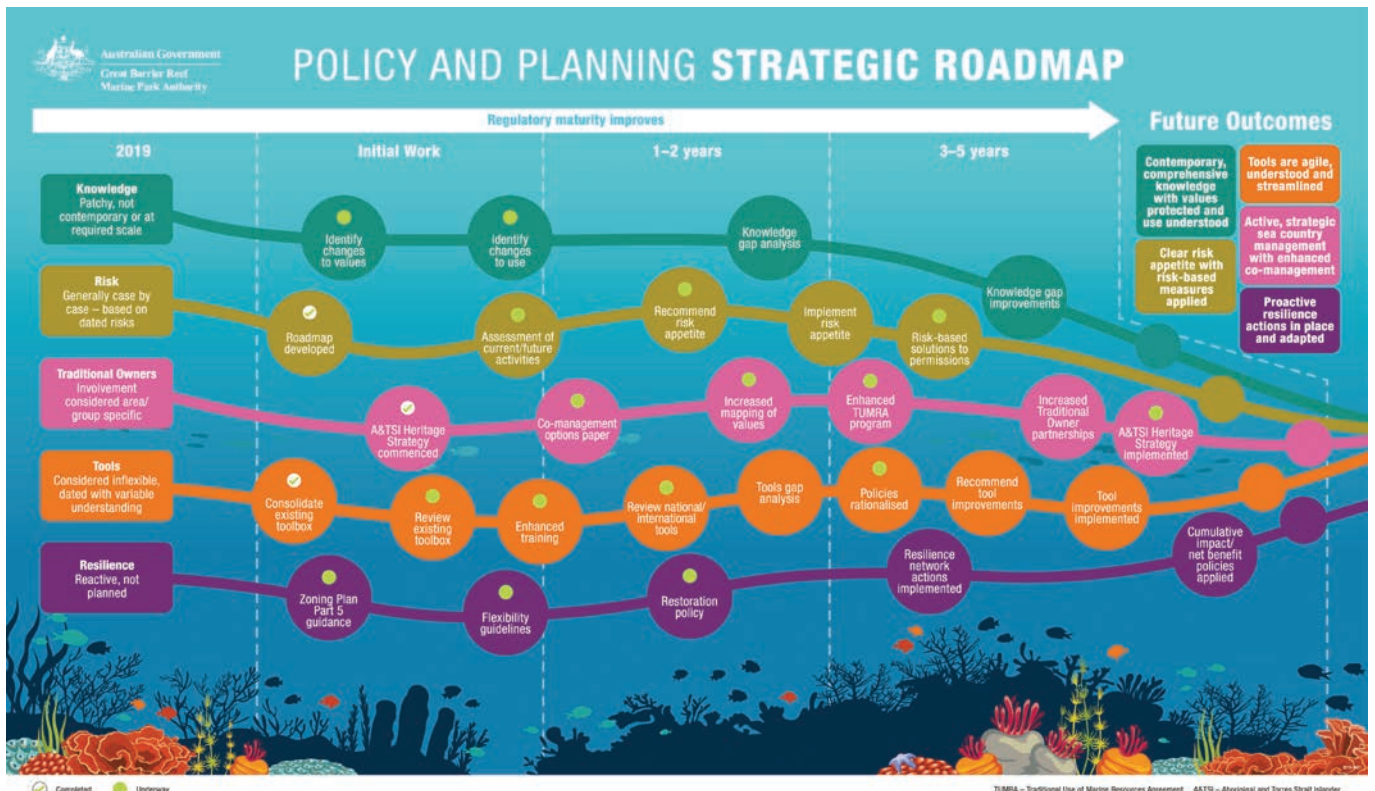 Australian Government
Great Barrier Reef
Marine Park Authority
POLICY AND PLANNING STRATEGIC ROADMAP
Regulatory maturity improves
Future Outcomes
2019
Initial Work
1–2 years
3–5 years
Contemporary,
comprehensive
knowledge
with values
protected and
use understood
Tools are agile,
understood and
streamlined
Active, strategic
sea country
management
with enhanced
co-management
Clear risk
appetite with
risk-based
measures
applied
Proactive
resilience
actions in place
and adapted
Knowledge
Patchy, not
contemporary or at
required scale
Identify
changes
to values
Identify
changes
to use
Knowledge
gap analysis
Knowledge gap
improvements
Risk
Generally case by
case – based on
dated risks
Roadmap
developed
Assessment of
current/future
activities
Recommend
risk
appetite
Implement
risk
appetite
Risk-based
solutions to
permissions
Traditional Owners
Involvement
considered area/
group specific
A&TSI Heritage
Strategy
commenced
Co-management
options paper
Increased
mapping of
values
Enhanced
TUMRA
program
Increased
Traditional
Owner
partnerships
A&TSI Heritage
Strategy
implemented
Tools
Considered inflexible,
dated with variable
understanding
Consolidate
existing
toolbox
Review
existing
toolbox
Enhanced
training
Review national/
international
tools
Tools gap
analysis
Policies
rationalised
Recommend
tool
improvements
Tool
improvements
implemented
Resilience
Reactive, not
planned
Zoning Plan
Part 5
guidance
Flexibility
guidelines
Restoration
policy
Resilience
network
actions
implemented
Cumulative
impact/
net benefit
policies
applied
Completed
Underway
TUMRA – Traditional Use of Marine Resources Agreement A&TSI – Aboriginal and Torres Strait Islander